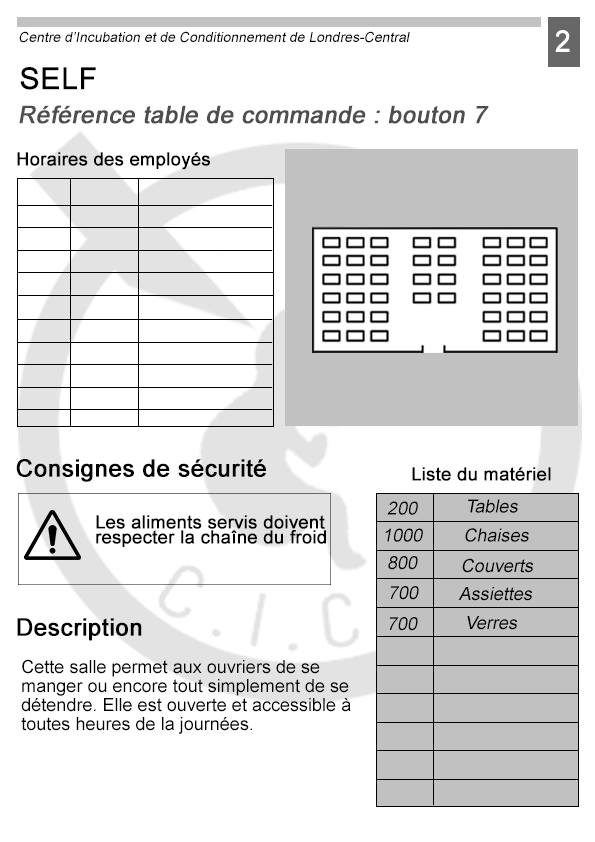 Centre d'Incubation et de Conditionnement de Londres-Central
2
SELF
Référence table de commande : bouton 7
Horaires des employés
Consignes de sécurité
Les aliments servis doivent
respecter la chaîne du froid
Description
Cette salle permet aux ouvriers de se
manger ou encore tout simplement de se
détendre. Elle est ouverte et accessible à
toutes heures de la journées.
Liste du matériel
200 Tables
1000 Chaises
800 Couverts
700 Assiettes
700 Verres
C.I.C